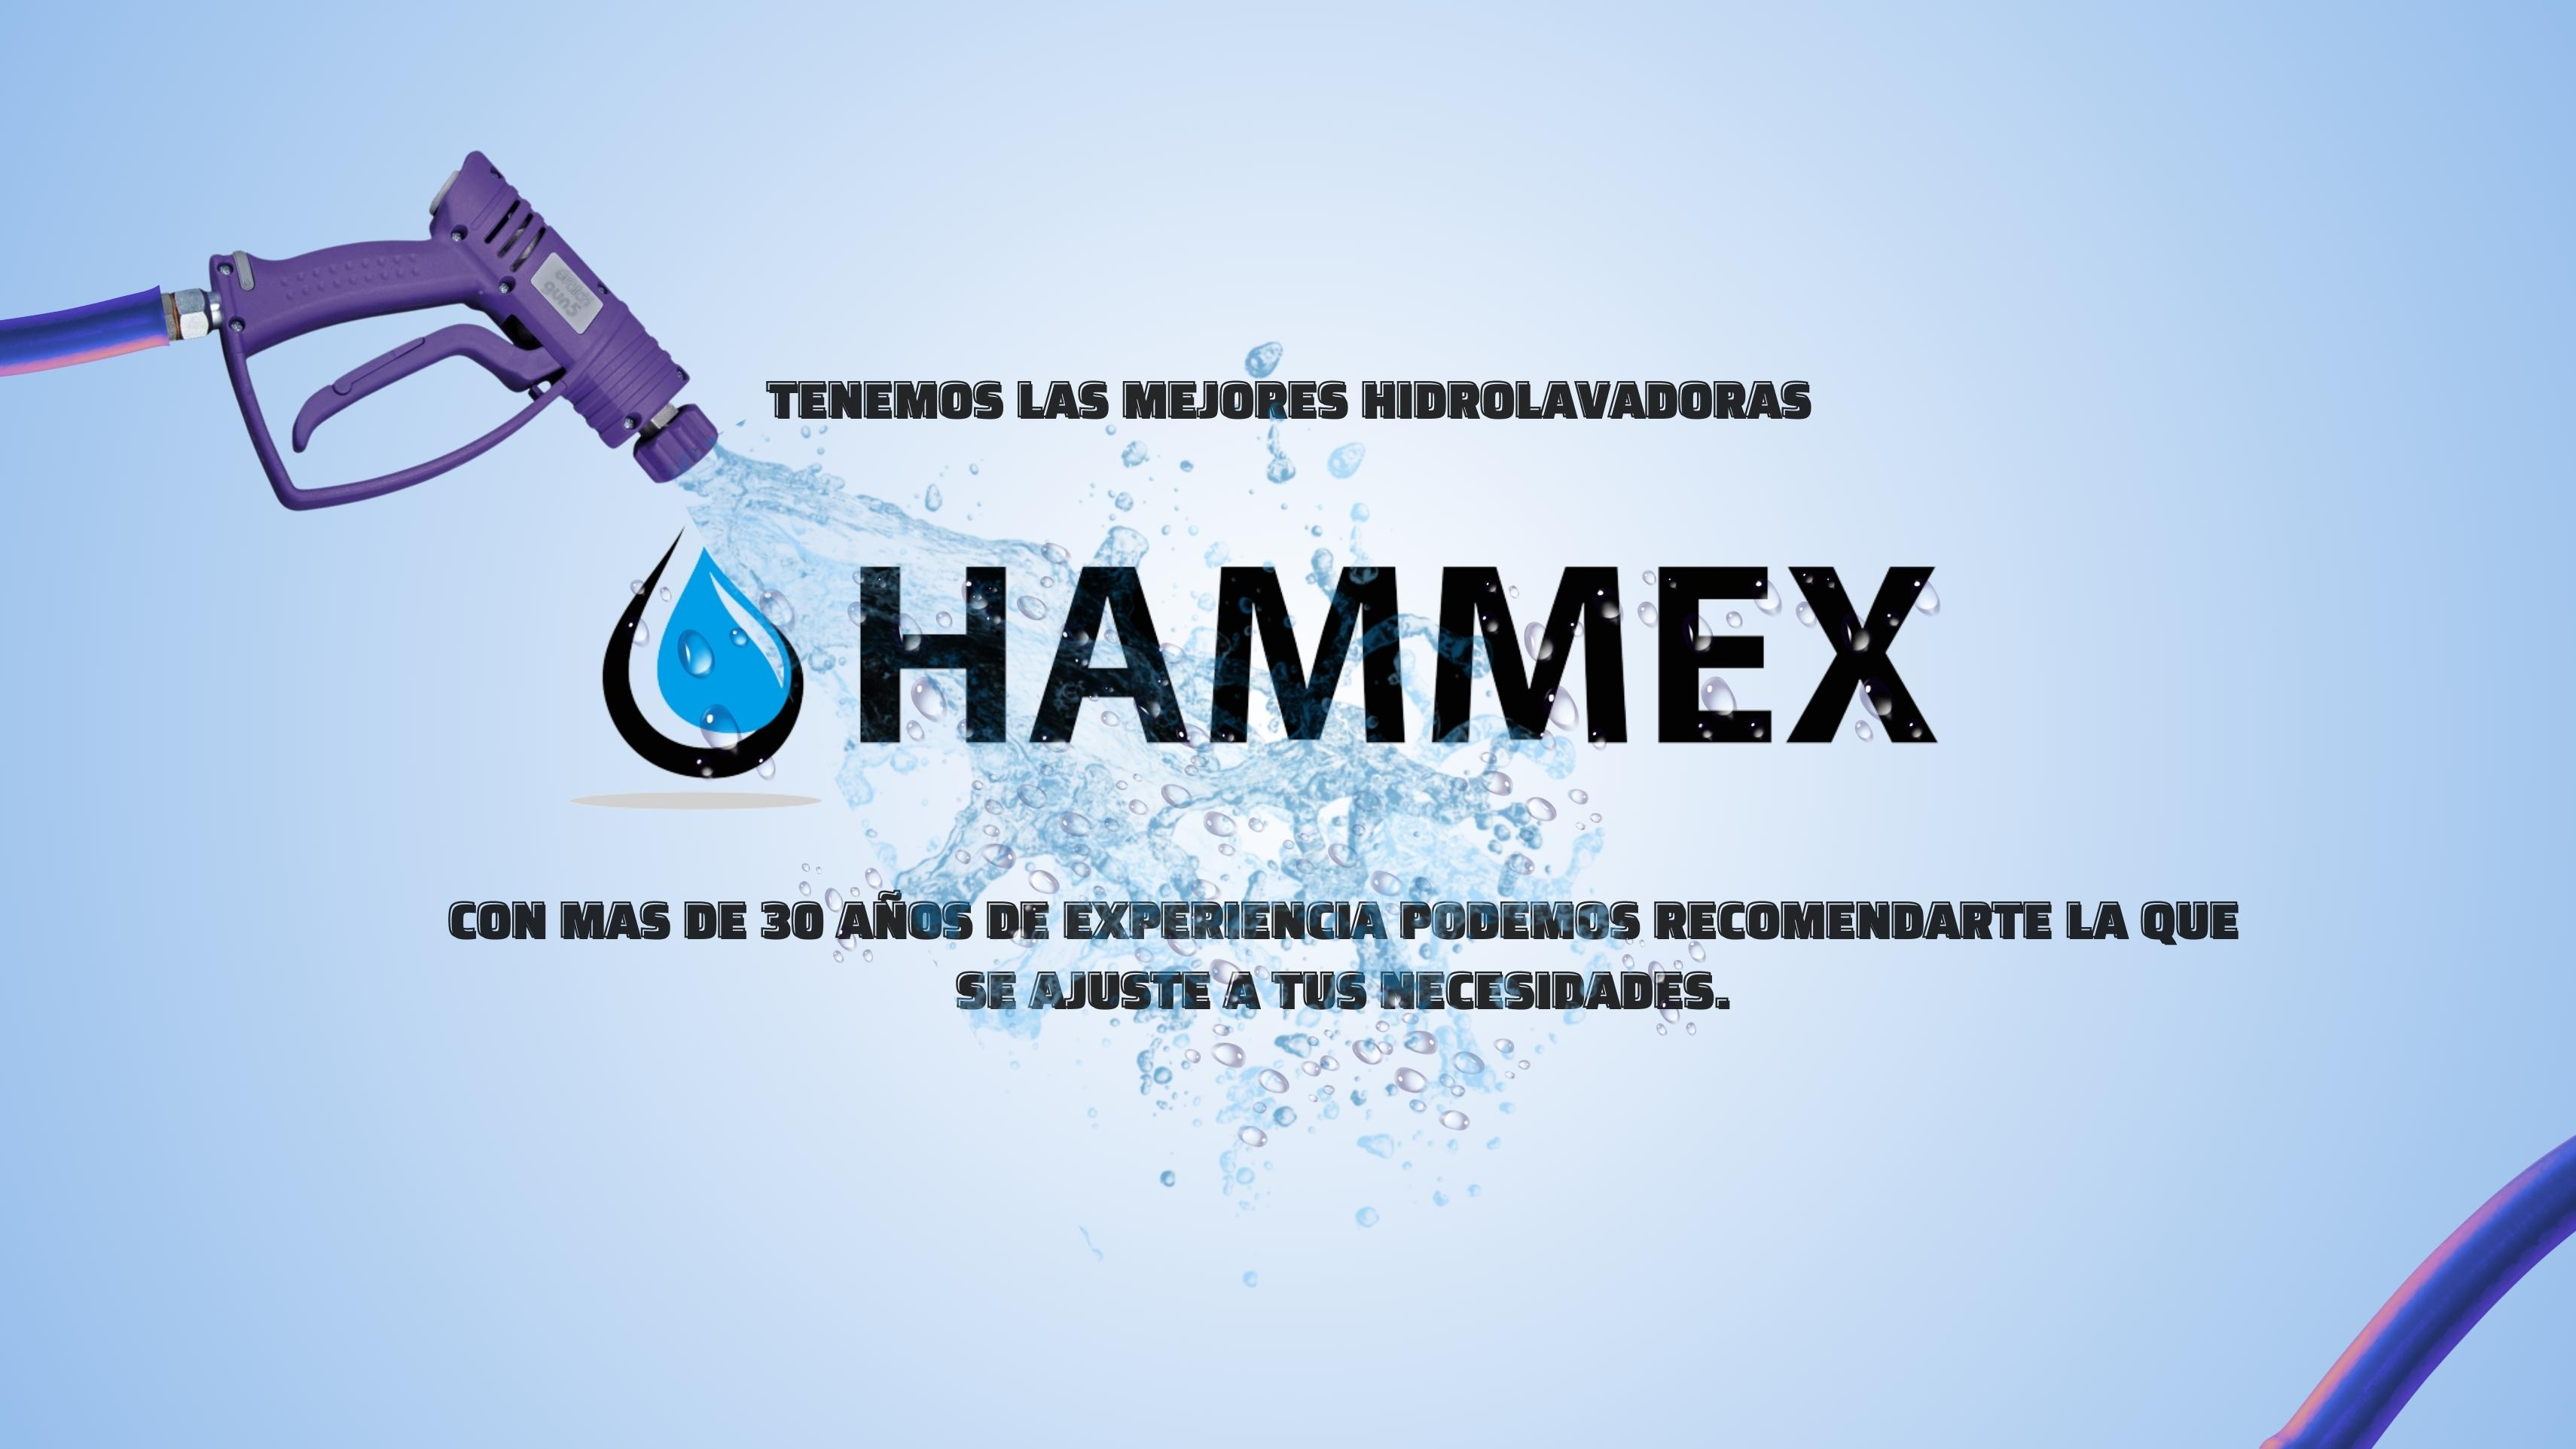 TENEMOS LAS MEJORES HIDROLAVADORAS
HAMMEX
CON MAS DE 30 AÑOS DE EXPERIENCIA PODEMOS RECOMENDARTE LA QUE
SE AJUSTE A TUS NECESIDADES.